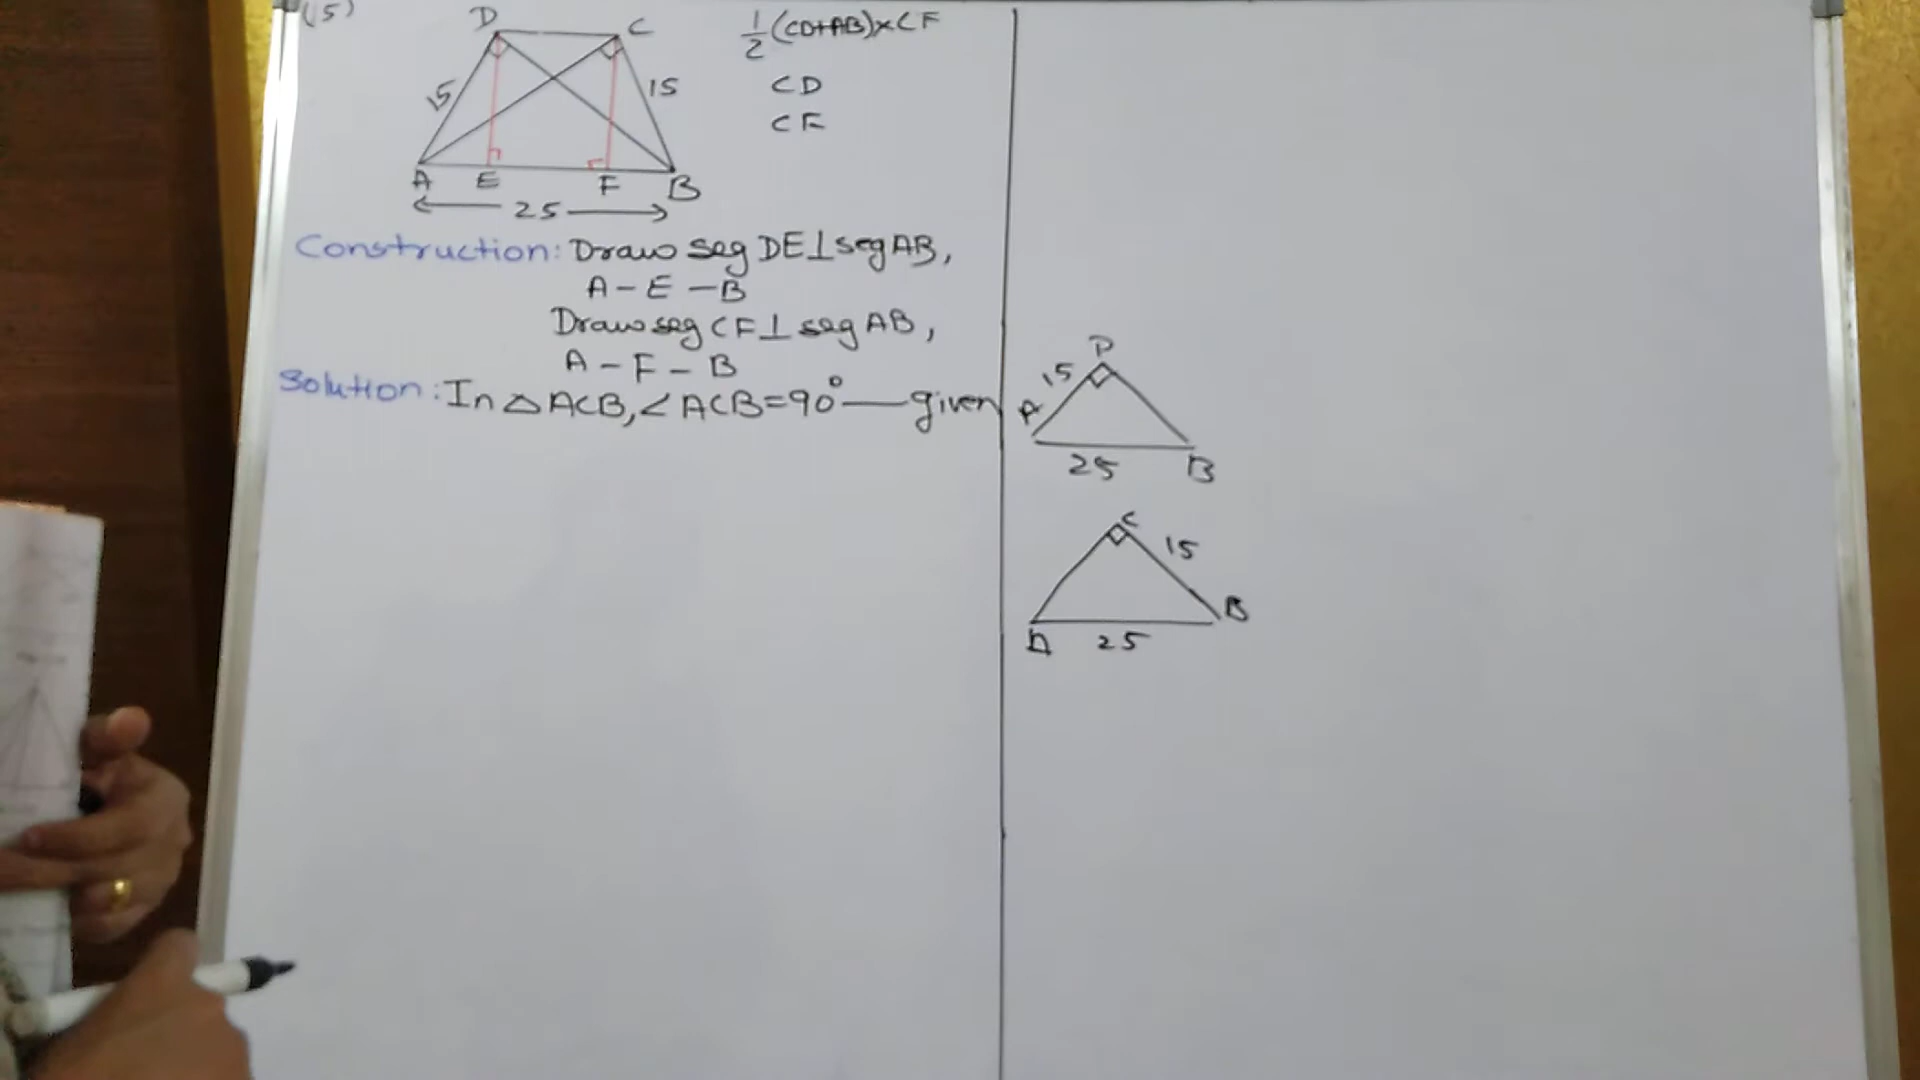 (15)
D C
15 15
A E F B
25
1/2 (CD+AB)×CF
CD
CF
Construction: Draw seg DE⊥seg AB,
A – E – B
Draw seg CF⊥seg AB,
A – F – B
Solution: In △ACB, ∠ACB=90° — given
D
15
A
25 B
C
15
B
A 25